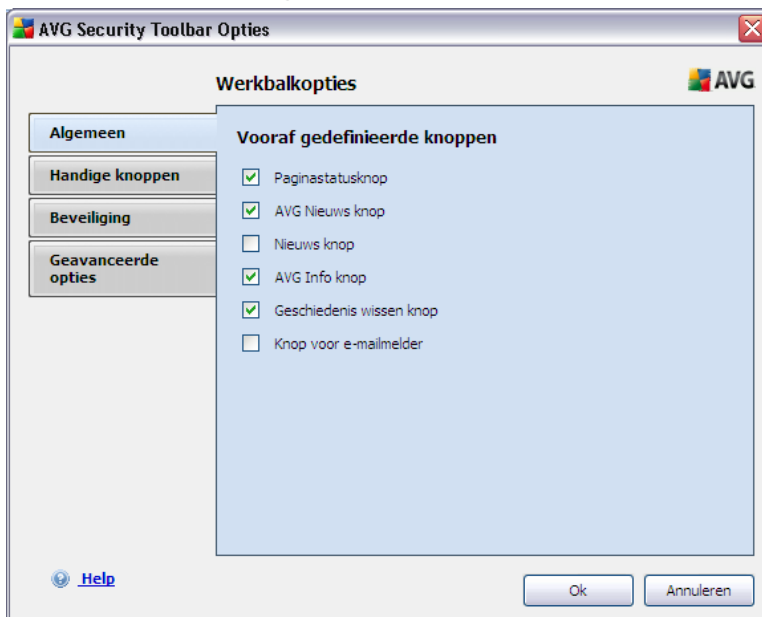 AVG Security Toolbar Opties
Werkbalkopties
AVG
Algemeen
Handige knoppen
Beveiliging
Geavanceerde
opties
Vooraf gedefinieerde knoppen
Paginastatusknop
AVG Nieuws knop
Nieuws knop
AVG Info knop
Geschiedenis wissen knop
Knop voor e-mailmelder
Help
Ok
Annuleren